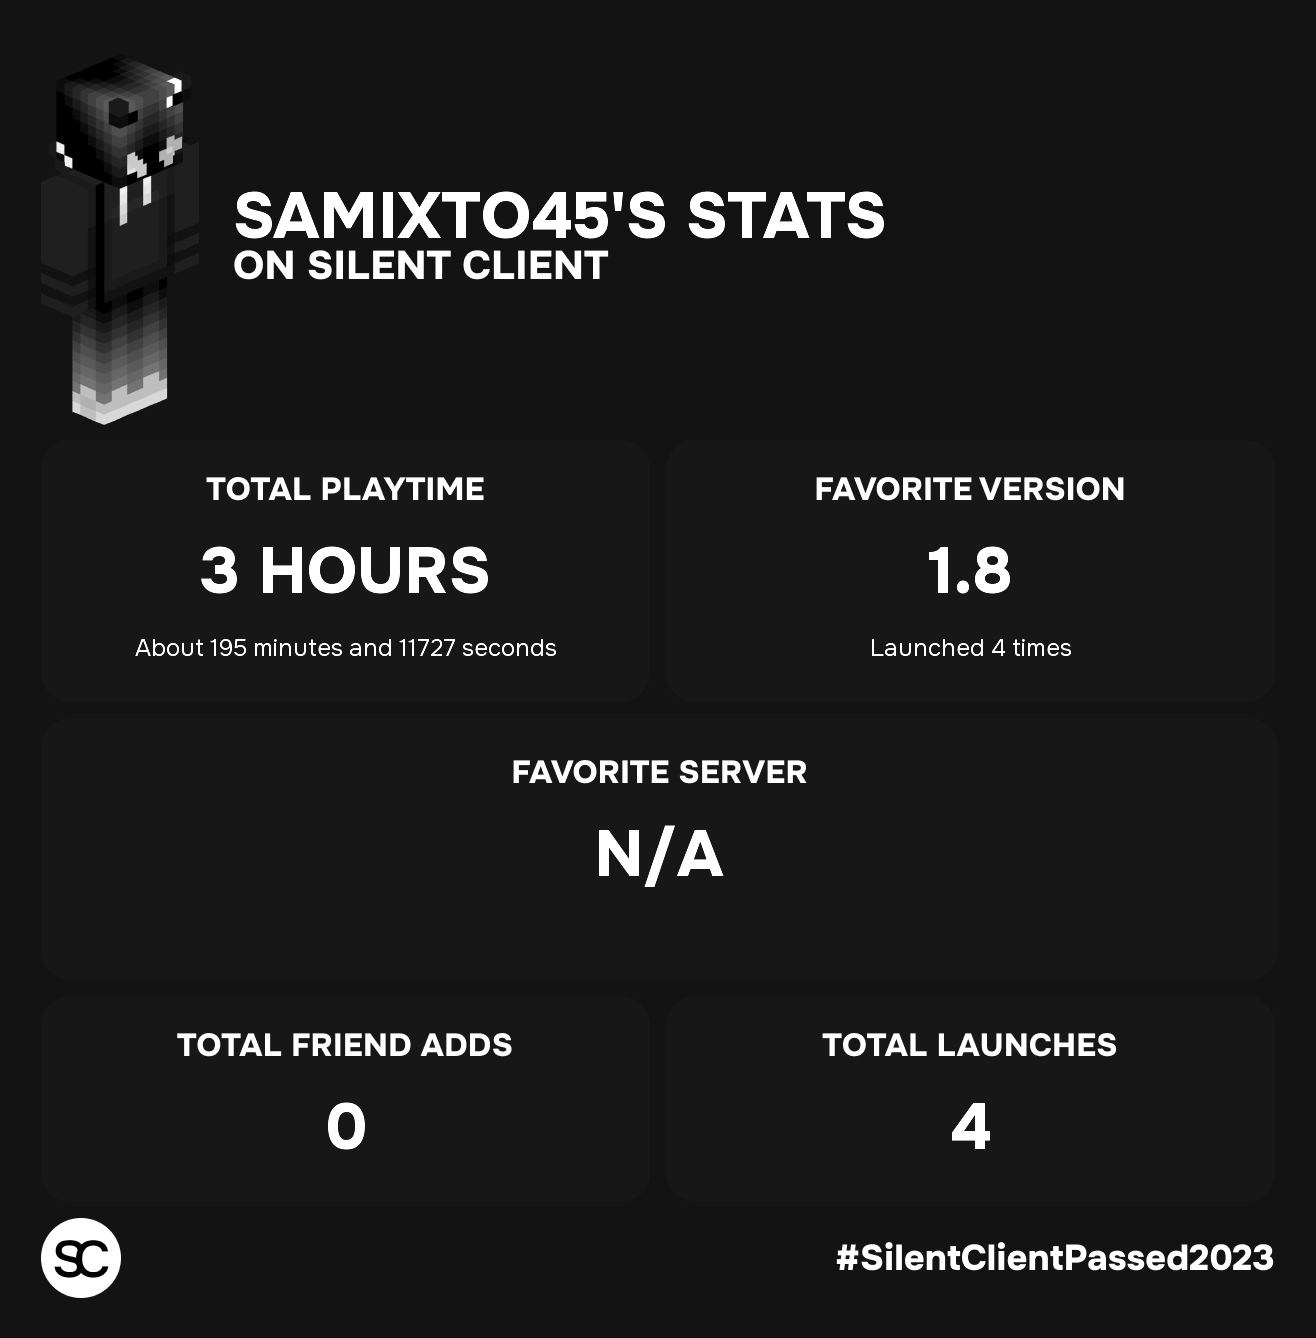 SAMIXTO45'S STATS
ON SILENT CLIENT
TOTAL PLAYTIME
3 HOURS
About 195 minutes and 11727 seconds
FAVORITE VERSION
1.8
Launched 4 times
FAVORITE SERVER
N/A
TOTAL FRIEND ADDS
0
TOTAL LAUNCHES
4
SC
#SilentClientPassed2023